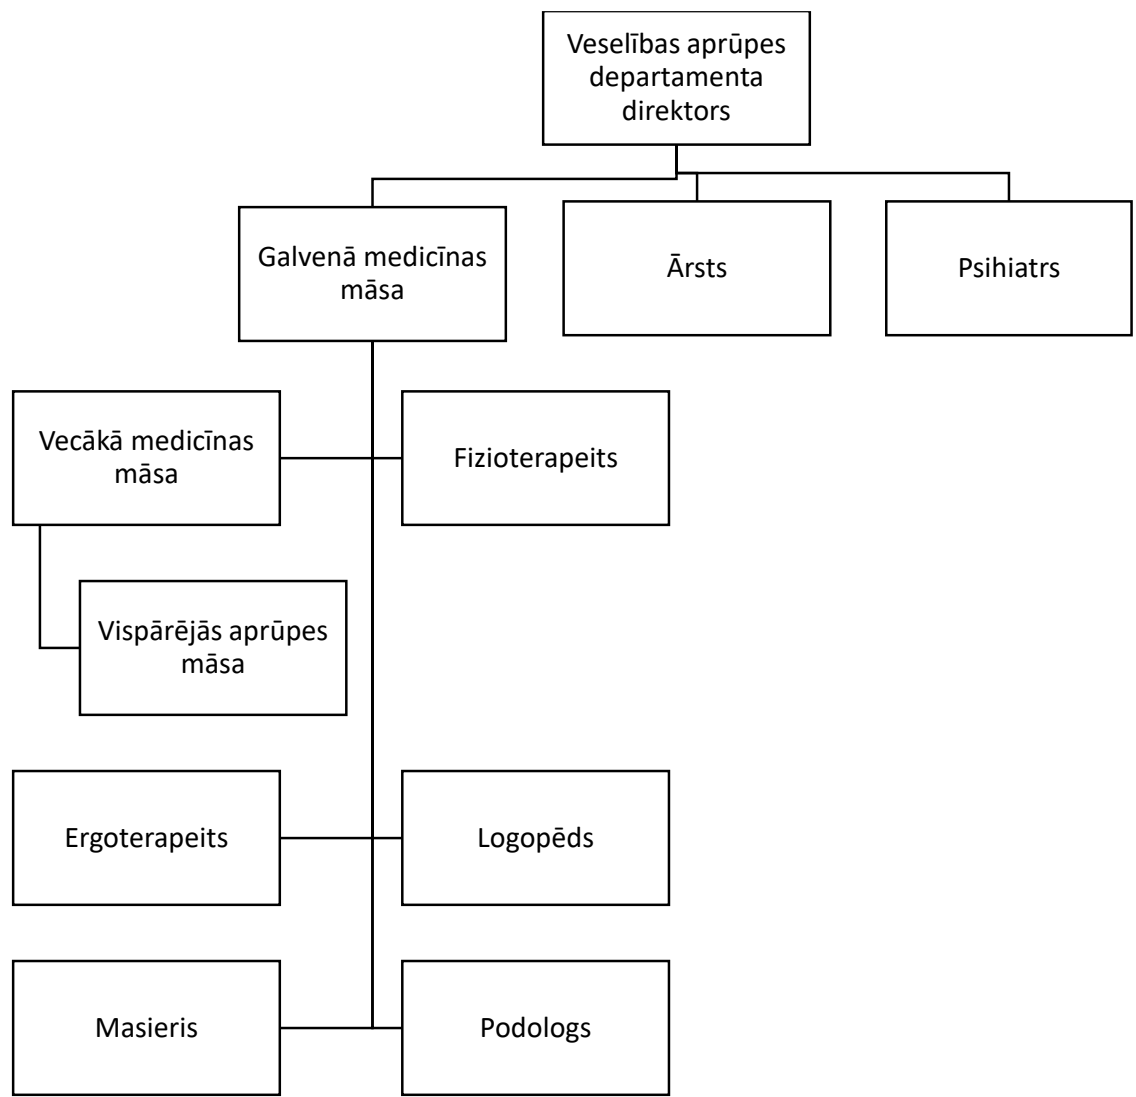 Veselības aprūpes
departamenta
direktors
Galvenā medicīnas
māsa
Ārsts
Psihiatrs
Vecākā medicīnas
māsa
Fizioterapeits
Vispārējās aprūpes
māsa
Ergoterapeits
Logopēds
Masieris
Podologs